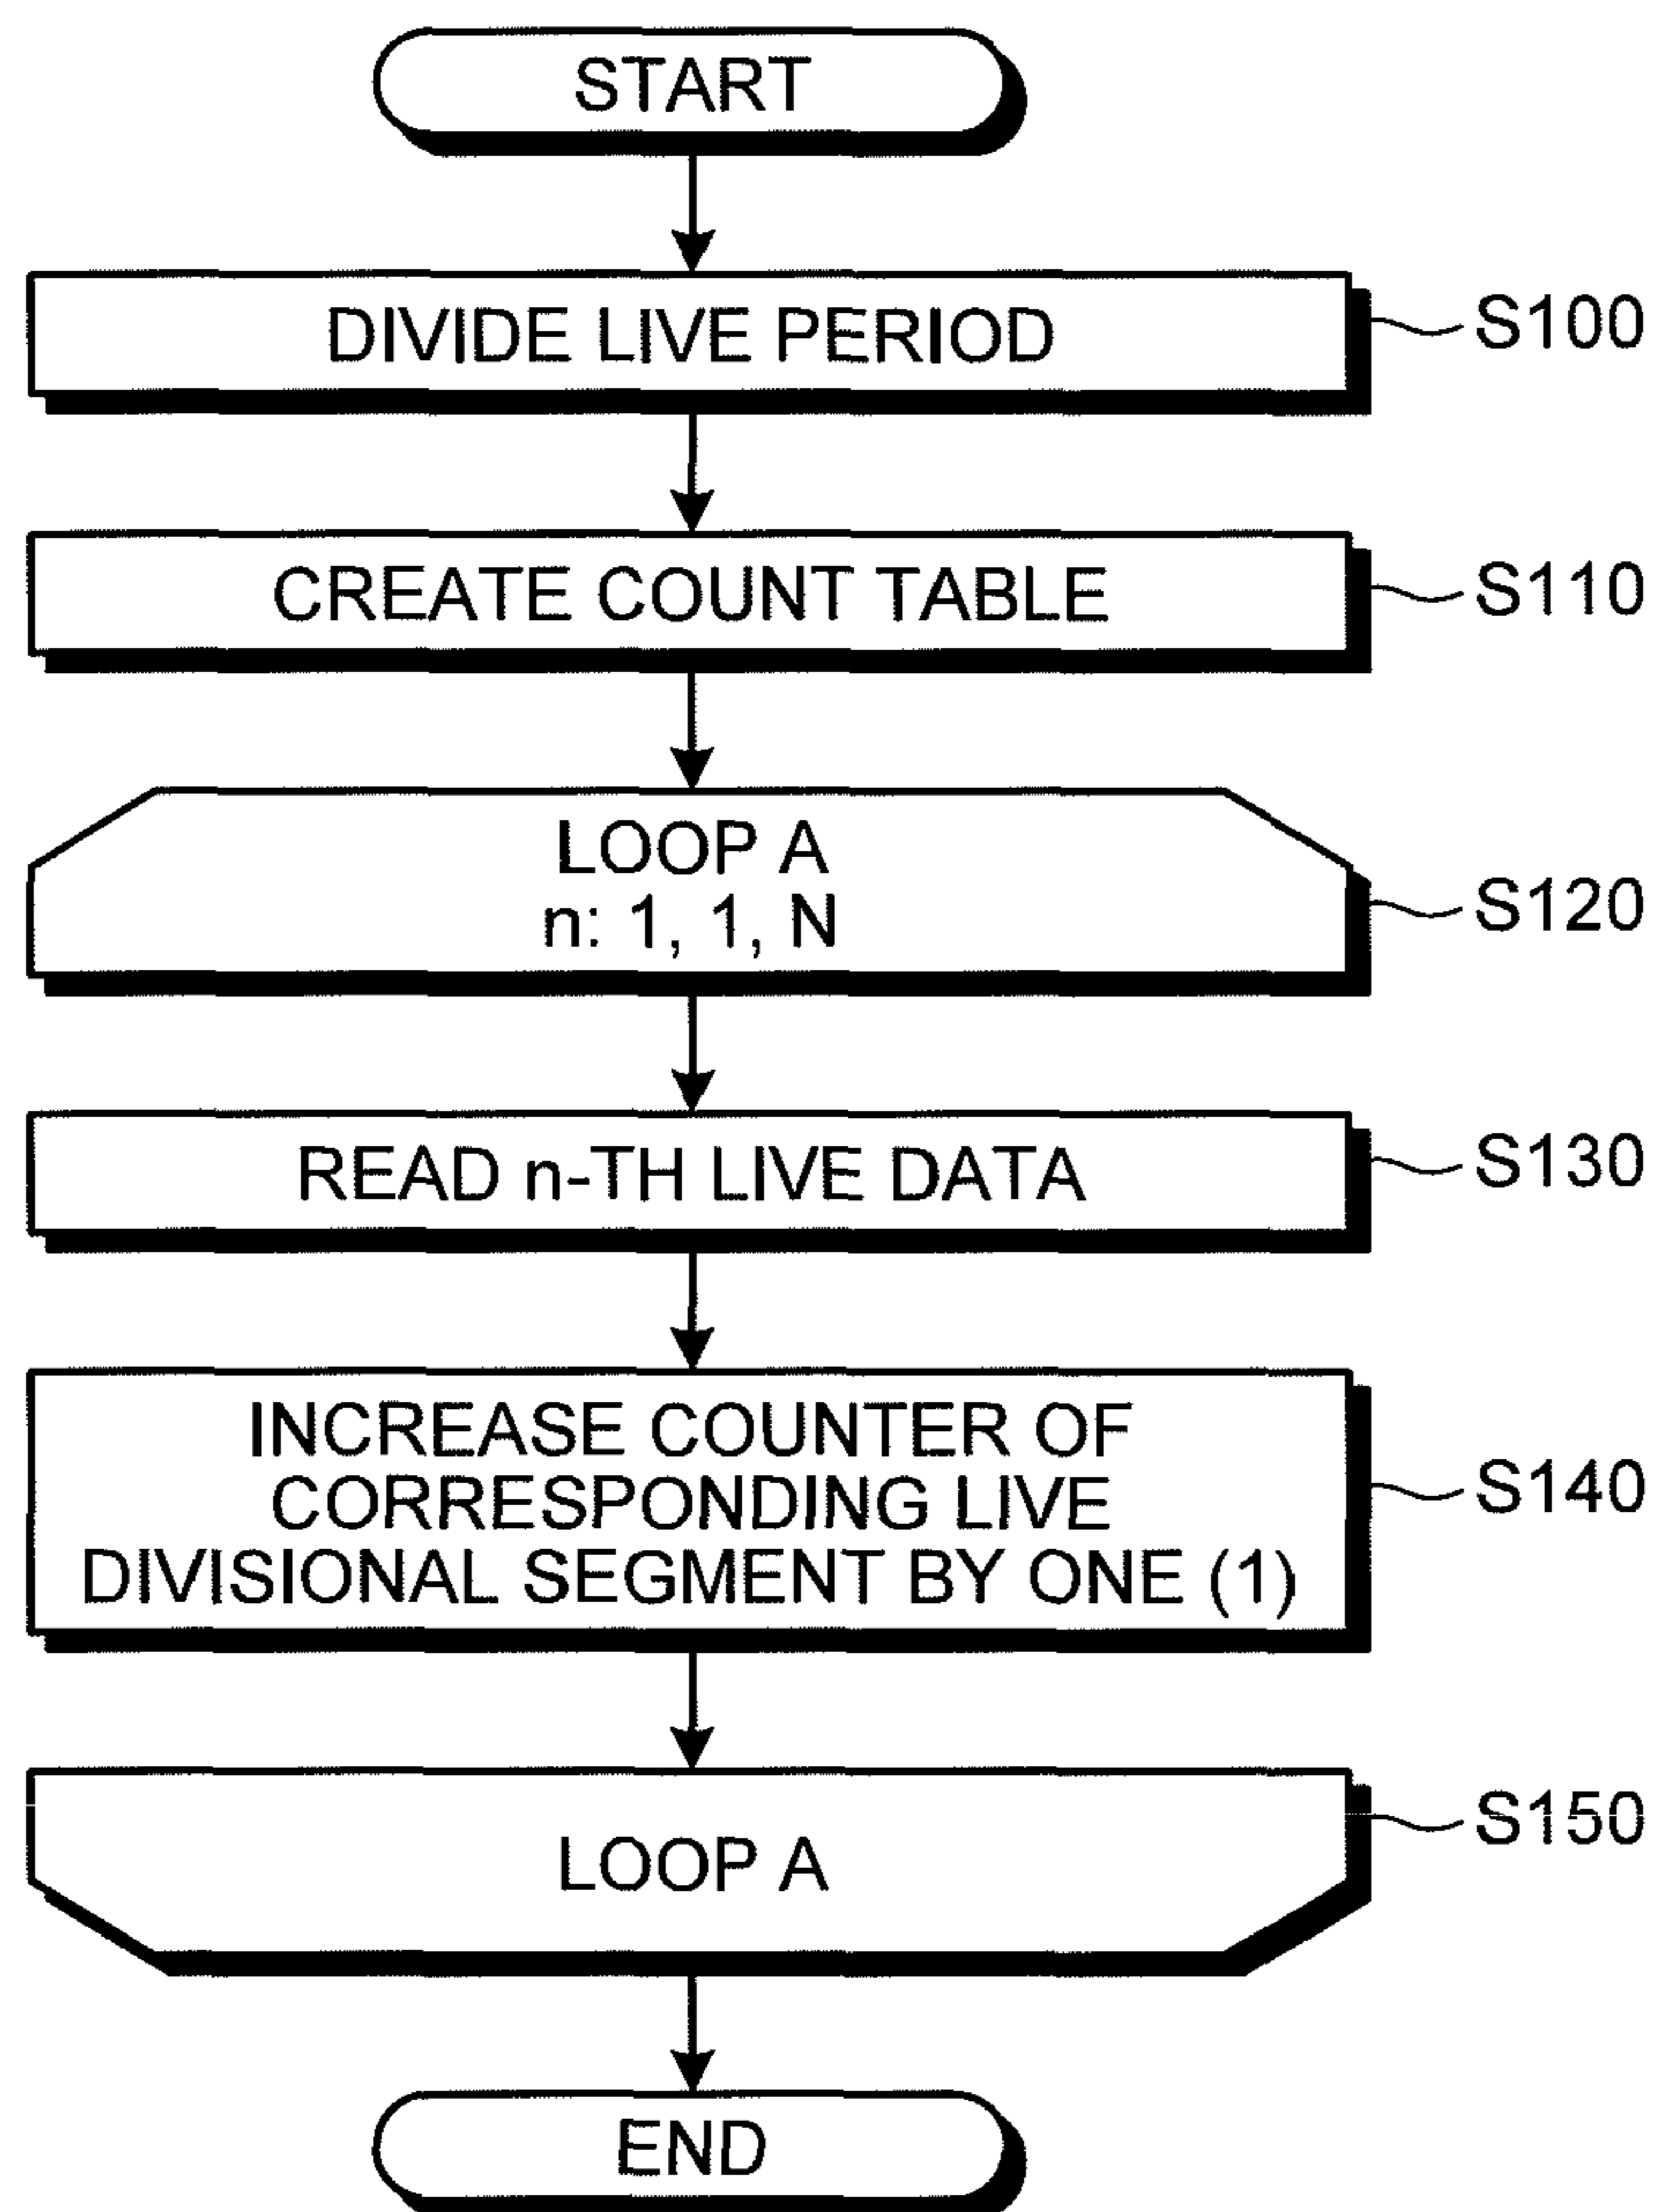 START
DIVIDE LIVE PERIOD
S100
CREATE COUNT TABLE
S110
LOOP A
n: 1, 1, N
S120
READ n-TH LIVE DATA
S130
INCREASE COUNTER OF
CORRESPONDING LIVE
DIVISIONAL SEGMENT BY ONE (1)
S140
LOOP A
S150
END